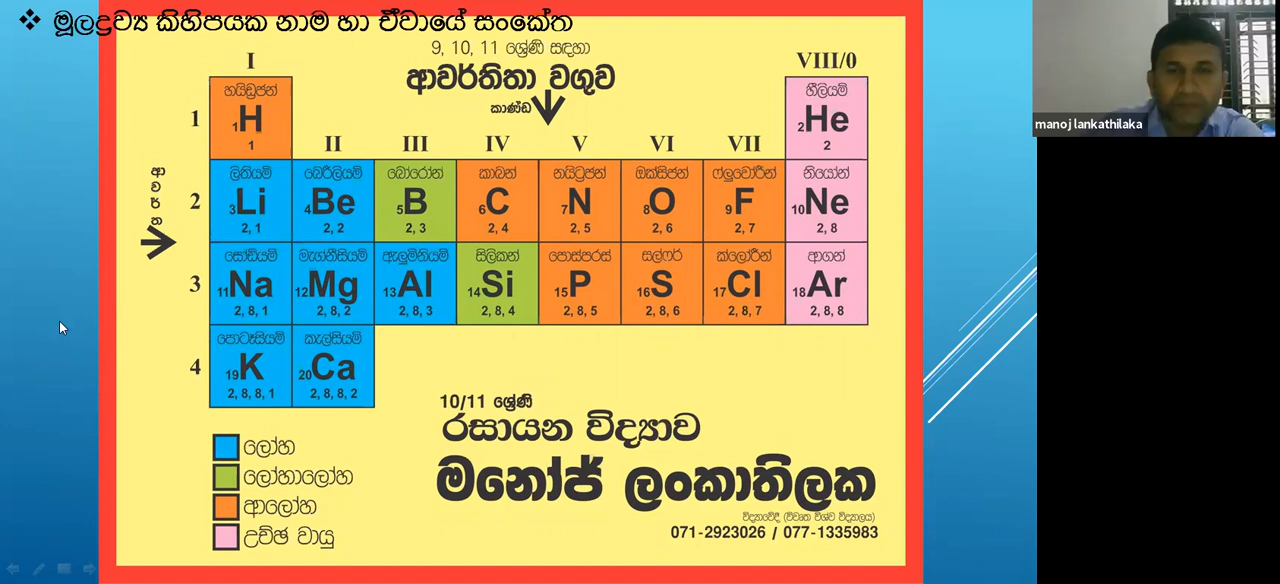 ❖ මූලද්‍රව්‍ය කිහිපයක නාම හා ඒවායේ සංකේත
manoj lankathilaka
9, 10, 11 ශ්‍රේණි සඳහා
ආවර්තිතා වගුව
කාණ්ඩ
ආවර්ත
I VIII/0
II III IV V VI VII
1
හයිඩ්‍රජන් හීලියම්
1H 2He
1 2
2
ලිතියම් බෙරිලියම් බෝරෝන් කාබන් නයිට්‍රජන් ඔක්සිජන් ෆ්ලුවෝරීන් නියෝන්
3Li 4Be 5B 6C 7N 8O 9F 10Ne
2, 1 2, 2 2, 3 2, 4 2, 5 2, 6 2, 7 2, 8
3
සෝඩියම් මැග්නීසියම් ඇලුමිනියම් සිලිකන් පොස්පරස් සල්ෆර් ක්ලෝරීන් ආගන්
11Na 12Mg 13Al 14Si 15P 16S 17Cl 18Ar
2, 8, 1 2, 8, 2 2, 8, 3 2, 8, 4 2, 8, 5 2, 8, 6 2, 8, 7 2, 8, 8
4
පොටෑසියම් කැල්සියම්
19K 20Ca
2, 8, 8, 1 2, 8, 8, 2
ලෝහ
ලෝහාලෝහ
ආලෝහ
උච්ඡ වායු
10/11 ශ්‍රේණි
රසායන විද්‍යාව
මනෝජ් ලංකාතිලක
විද්‍යාවේදී (විවෘත විශ්ව විද්‍යාලය)
071-2923026 / 077-1335983